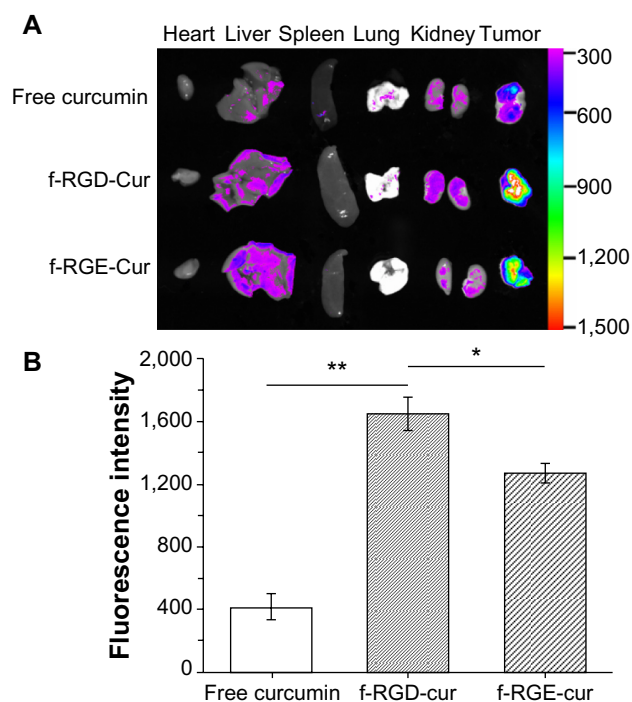 A
Heart Liver Spleen Lung Kidney Tumor
Free curcumin
f-RGD-Cur
f-RGE-Cur
300
600
900
1,200
1,500
B
Fluorescence intensity
2,000
1,600
1,200
800
400
0
**
*
Free curcumin f-RGD-cur f-RGE-cur